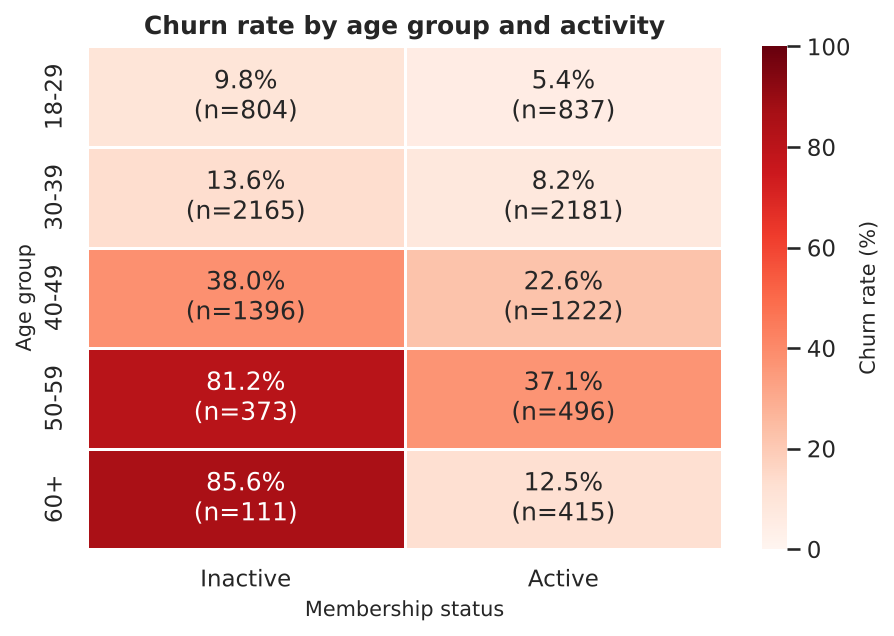 Churn rate by age group and activity
Age group
18-29
9.8%
(n=804)
5.4%
(n=837)
30-39
13.6%
(n=2165)
8.2%
(n=2181)
40-49
38.0%
(n=1396)
22.6%
(n=1222)
50-59
81.2%
(n=373)
37.1%
(n=496)
60+
85.6%
(n=111)
12.5%
(n=415)
Inactive
Active
Membership status
100
80
60
40
20
0
Churn rate (%)